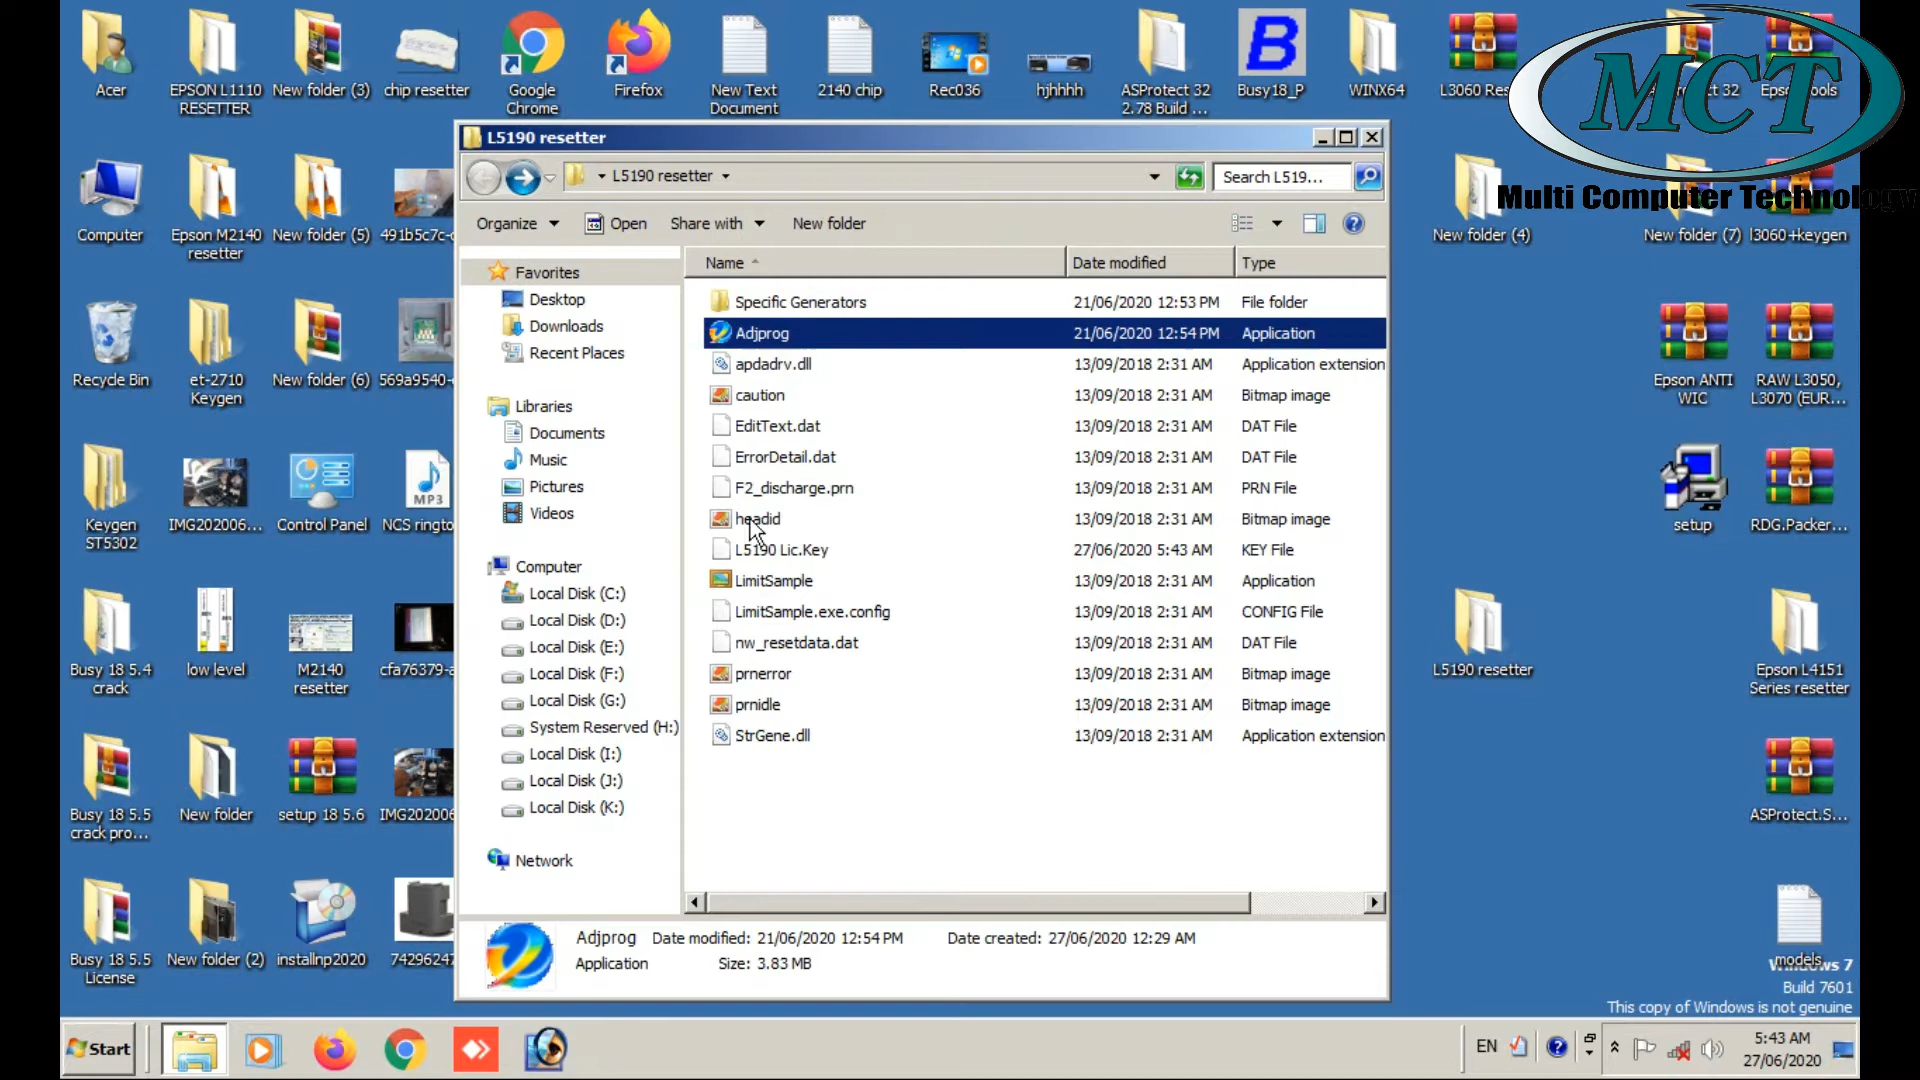 Acer
EPSON L1110
RESETTER
New folder (3)
chip resetter
Google
Chrome
Firefox
New Text
Document
2140 chip
Rec036
hjhhhh
ASProtect 32
2.78 Build ...
Busy18_P
WINX64
MCT
Multi Computer Technology
L5190 resetter
L5190 resetter
Search L519...
Organize
Open
Share with
New folder
Computer
Epson M2140
resetter
New folder (5)
New folder (4)
New folder (7)
l3060+keygen
Favorites
Desktop
Downloads
Recent Places
Libraries
Documents
Music
Pictures
Videos
Computer
Local Disk (C:)
Local Disk (D:)
Local Disk (E:)
Local Disk (F:)
Local Disk (G:)
System Reserved (H:)
Local Disk (I:)
Local Disk (J:)
Local Disk (K:)
Network
Name Date modified Type
Specific Generators 21/06/2020 12:53 PM File folder
Adjprog 21/06/2020 12:54 PM Application
apdadrv.dll 13/09/2018 2:31 AM Application extension
caution 13/09/2018 2:31 AM Bitmap image
EditText.dat 13/09/2018 2:31 AM DAT File
ErrorDetail.dat 13/09/2018 2:31 AM DAT File
F2_discharge.prn 13/09/2018 2:31 AM PRN File
headid 13/09/2018 2:31 AM Bitmap image
L5190 Lic.Key 27/06/2020 5:43 AM KEY File
LimitSample 13/09/2018 2:31 AM Application
LimitSample.exe.config 13/09/2018 2:31 AM CONFIG File
nw_resetdata.dat 13/09/2018 2:31 AM DAT File
prnerror 13/09/2018 2:31 AM Bitmap image
prnidle 13/09/2018 2:31 AM Bitmap image
StrGene.dll 13/09/2018 2:31 AM Application extension
Adjprog Date modified: 21/06/2020 12:54 PM Date created: 27/06/2020 12:29 AM
Application Size: 3.83 MB
Recycle Bin
et-2710
Keygen
New folder (6)
Epson ANTI
WIC
RAW L3050,
L3070 (EUR...
Keygen
ST5302
IMG202006...
Control Panel
MP3
setup
RDG.Packer...
Busy 18 5.4
crack
low level
M2140
resetter
L5190 resetter
Epson L4151
Series resetter
Busy 18 5.5
crack pro...
New folder
setup 18 5.6
IMG202006
ASProtect.S...
Busy 18 5.5
License
New folder (2)
installnp2020
models
Windows 7
Build 7601
This copy of Windows is not genuine
Start
EN
5:43 AM
27/06/2020